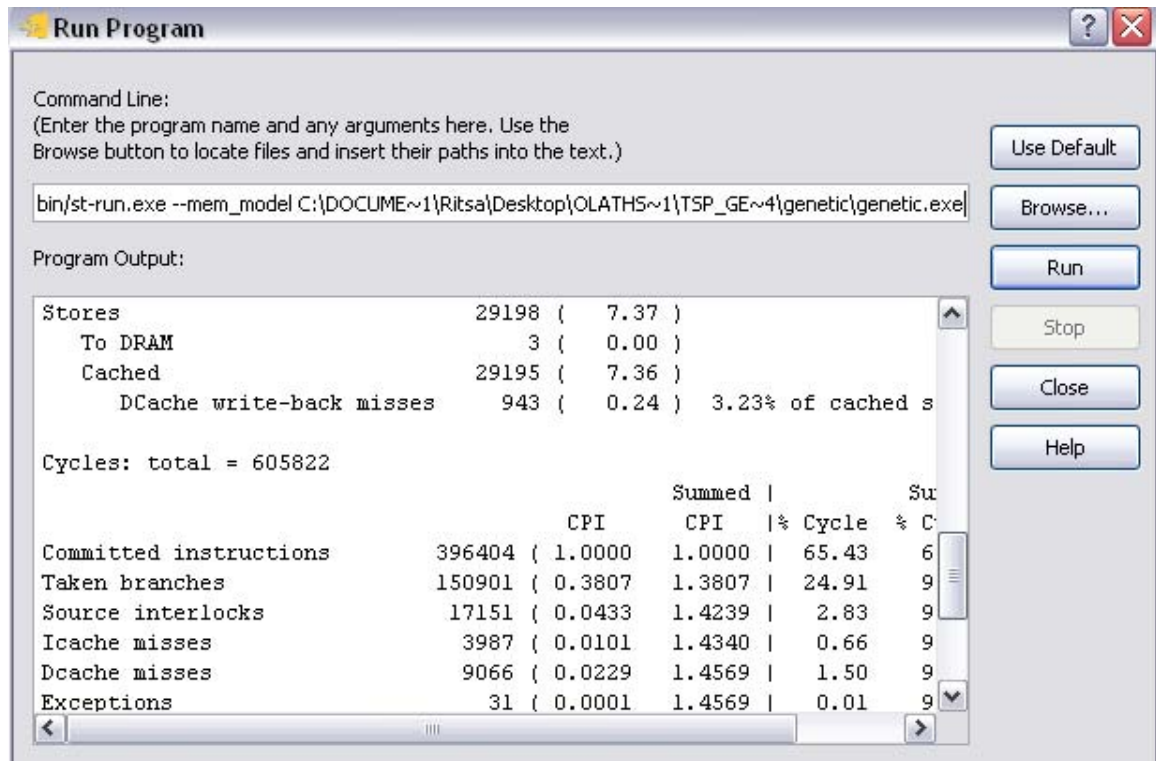 Run Program
Command Line:
(Enter the program name and any arguments here. Use the
Browse button to locate files and insert their paths into the text.)
Use Default
bin/st-run.exe --mem_model C:\DOCUME~1\Ritsa\Desktop\OLATHS~1\TSP_GE~4\genetic\genetic.exe
Browse...
Program Output:
Run
Stores 29198 ( 7.37 )
Stop
To DRAM 3 ( 0.00 )
Cached 29195 ( 7.36 )
Close
DCache write-back misses 943 ( 0.24 ) 3.23% of cached s
Help
Cycles: total = 605822
Summed | Su
CPI CPI |% Cycle % C
Committed instructions 396404 ( 1.0000 1.0000 | 65.43 6
Taken branches 150901 ( 0.3807 1.3807 | 24.91 9
Source interlocks 17151 ( 0.0433 1.4239 | 2.83 9
Icache misses 3987 ( 0.0101 1.4340 | 0.66 9
Dcache misses 9066 ( 0.0229 1.4569 | 1.50 9
Exceptions 31 ( 0.0001 1.4569 | 0.01 9